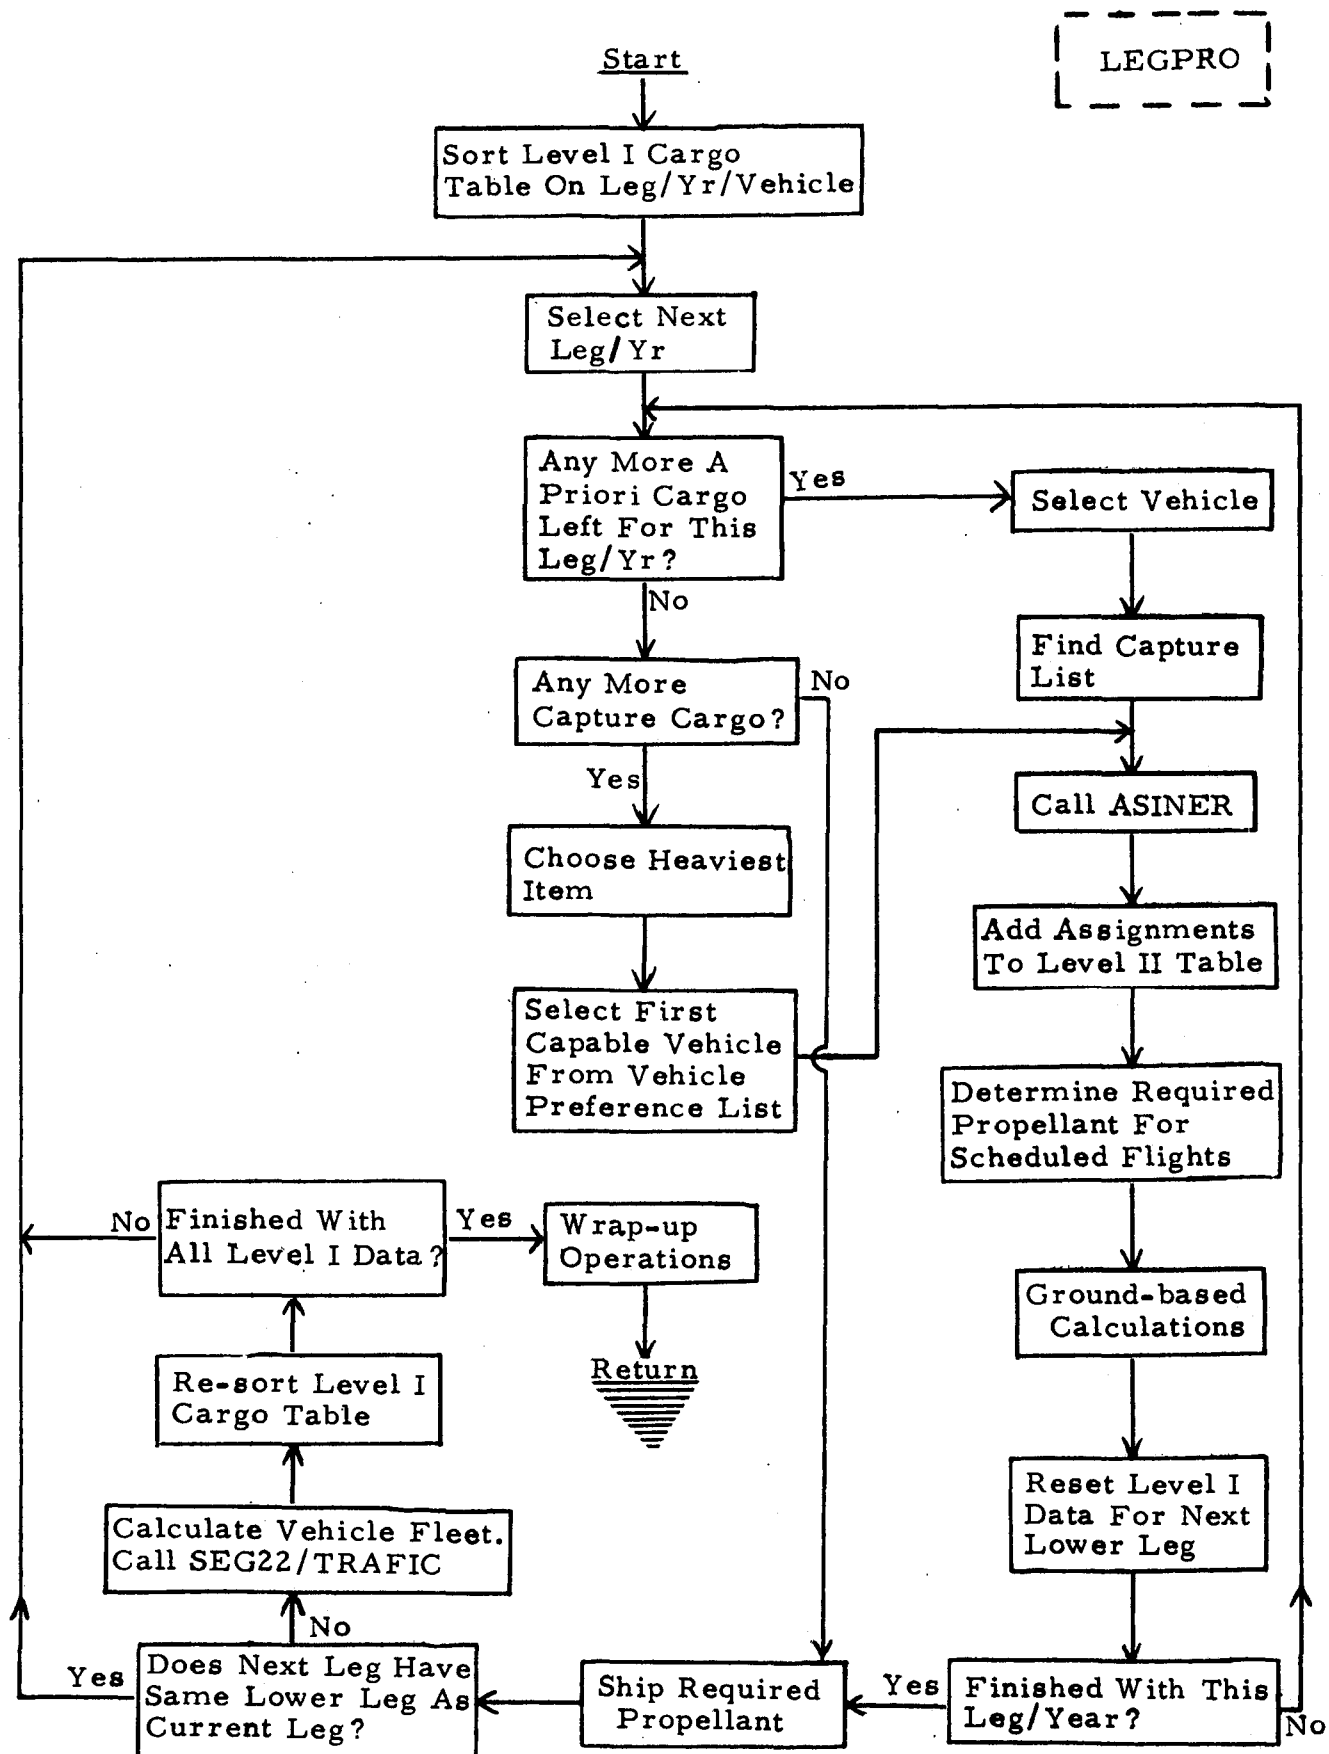 LEGPRO
Start
Sort Level I Cargo
Table On Leg/Yr/Vehicle
Select Next
Leg/Yr
Any More A
Priori Cargo
Left For This
Leg/Yr?
Yes
Select Vehicle
No
Find Capture
List
Any More
Capture Cargo?
No
Yes
Call ASINER
Choose Heaviest
Item
Add Assignments
To Level II Table
Select First
Capable Vehicle
From Vehicle
Preference List
Determine Required
Propellant For
Scheduled Flights
No
Finished With
All Level I Data?
Yes
Wrap-up
Operations
Ground-based
Calculations
Return
Re-sort Level I
Cargo Table
Reset Level I
Data For Next
Lower Leg
Calculate Vehicle Fleet.
Call SEG22/TRAFIC
No
Yes
Does Next Leg Have
Same Lower Leg As
Current Leg?
Ship Required
Propellant
Yes
Finished With This
Leg/Year?
No